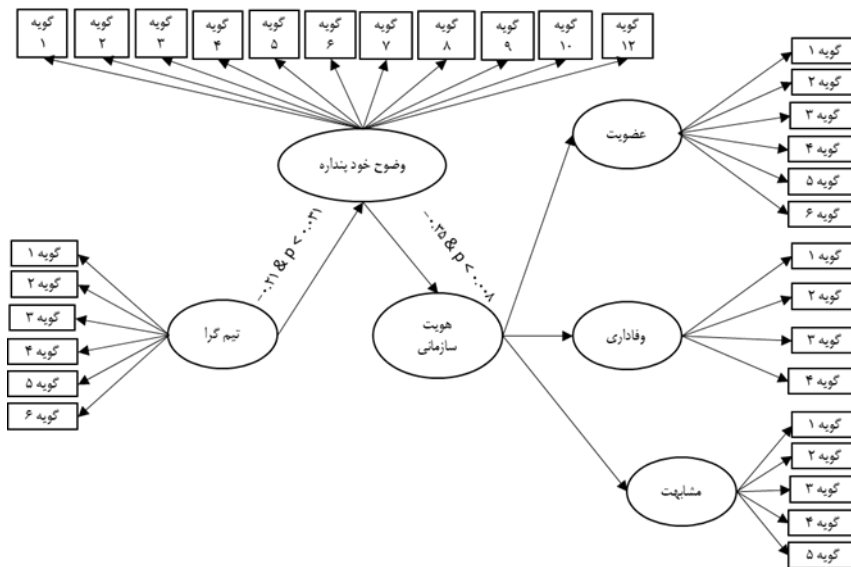 گویه
۱
گویه
۲
گویه
۳
گویه
۴
گویه
۵
گویه
۶
گویه
۷
گویه
۸
گویه
۹
گویه
۱۰
گویه
۱۲
وضوح خود پنداره
عضویت
گویه ۱
گویه ۲
گویه ۳
گویه ۴
گویه ۵
گویه ۶
−۰.۲۱ & p < ۰.۰۳۱
−۰.۳۵ & p < ۰.۰۰۸
گویه ۱
گویه ۲
گویه ۳
گویه ۴
گویه ۵
گویه ۶
تیم گرا
هویت
سازمانی
وفاداری
گویه ۱
گویه ۲
گویه ۳
گویه ۴
مشابهت
گویه ۱
گویه ۲
گویه ۳
گویه ۴
گویه ۵